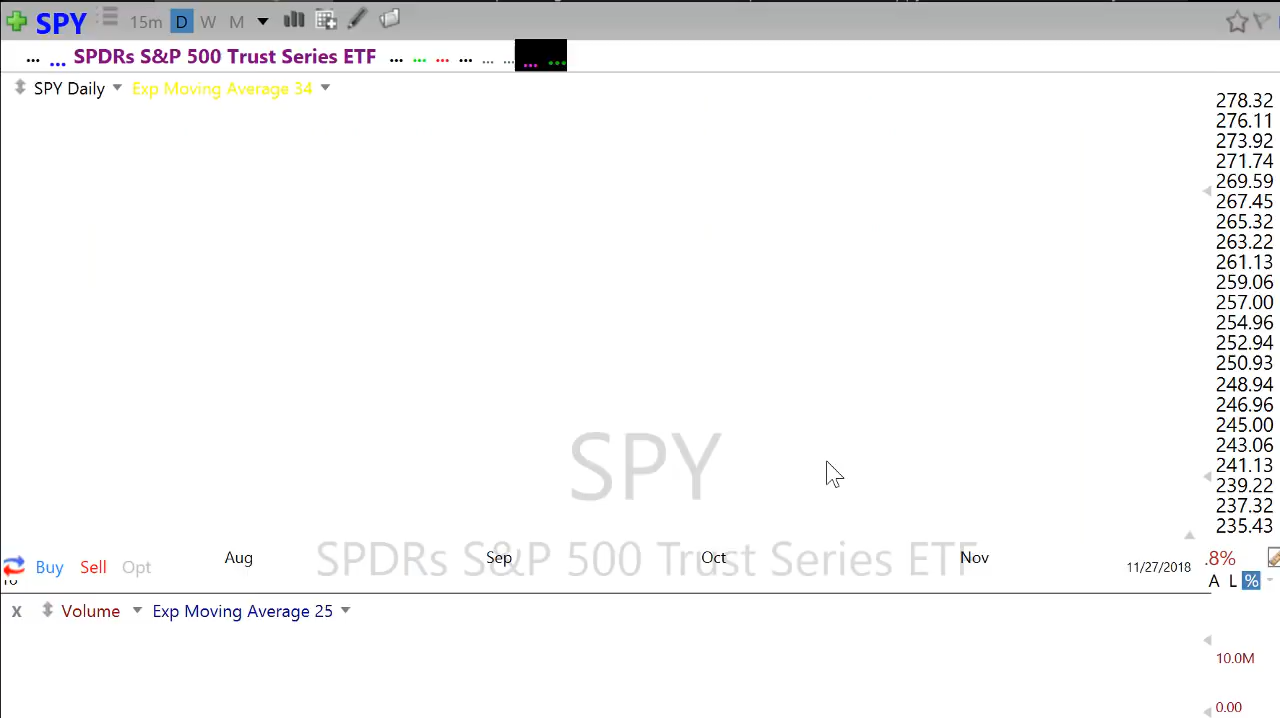 SPY 15m D W M
... ... SPDRs S&P 500 Trust Series ETF ... ... ... ... ... ... ... ...
SPY Daily Exp Moving Average 34
278.32
276.11
273.92
271.74
269.59
267.45
265.32
263.22
261.13
259.06
257.00
254.96
252.94
250.93
248.94
246.96
245.00
243.06
241.13
239.22
237.32
235.43
SPY
SPDRs S&P 500 Trust Series ETF
Aug Sep Oct Nov
Buy Sell Opt
11/27/2018
.8%
A L %
X Volume Exp Moving Average 25
10.0M
0.00